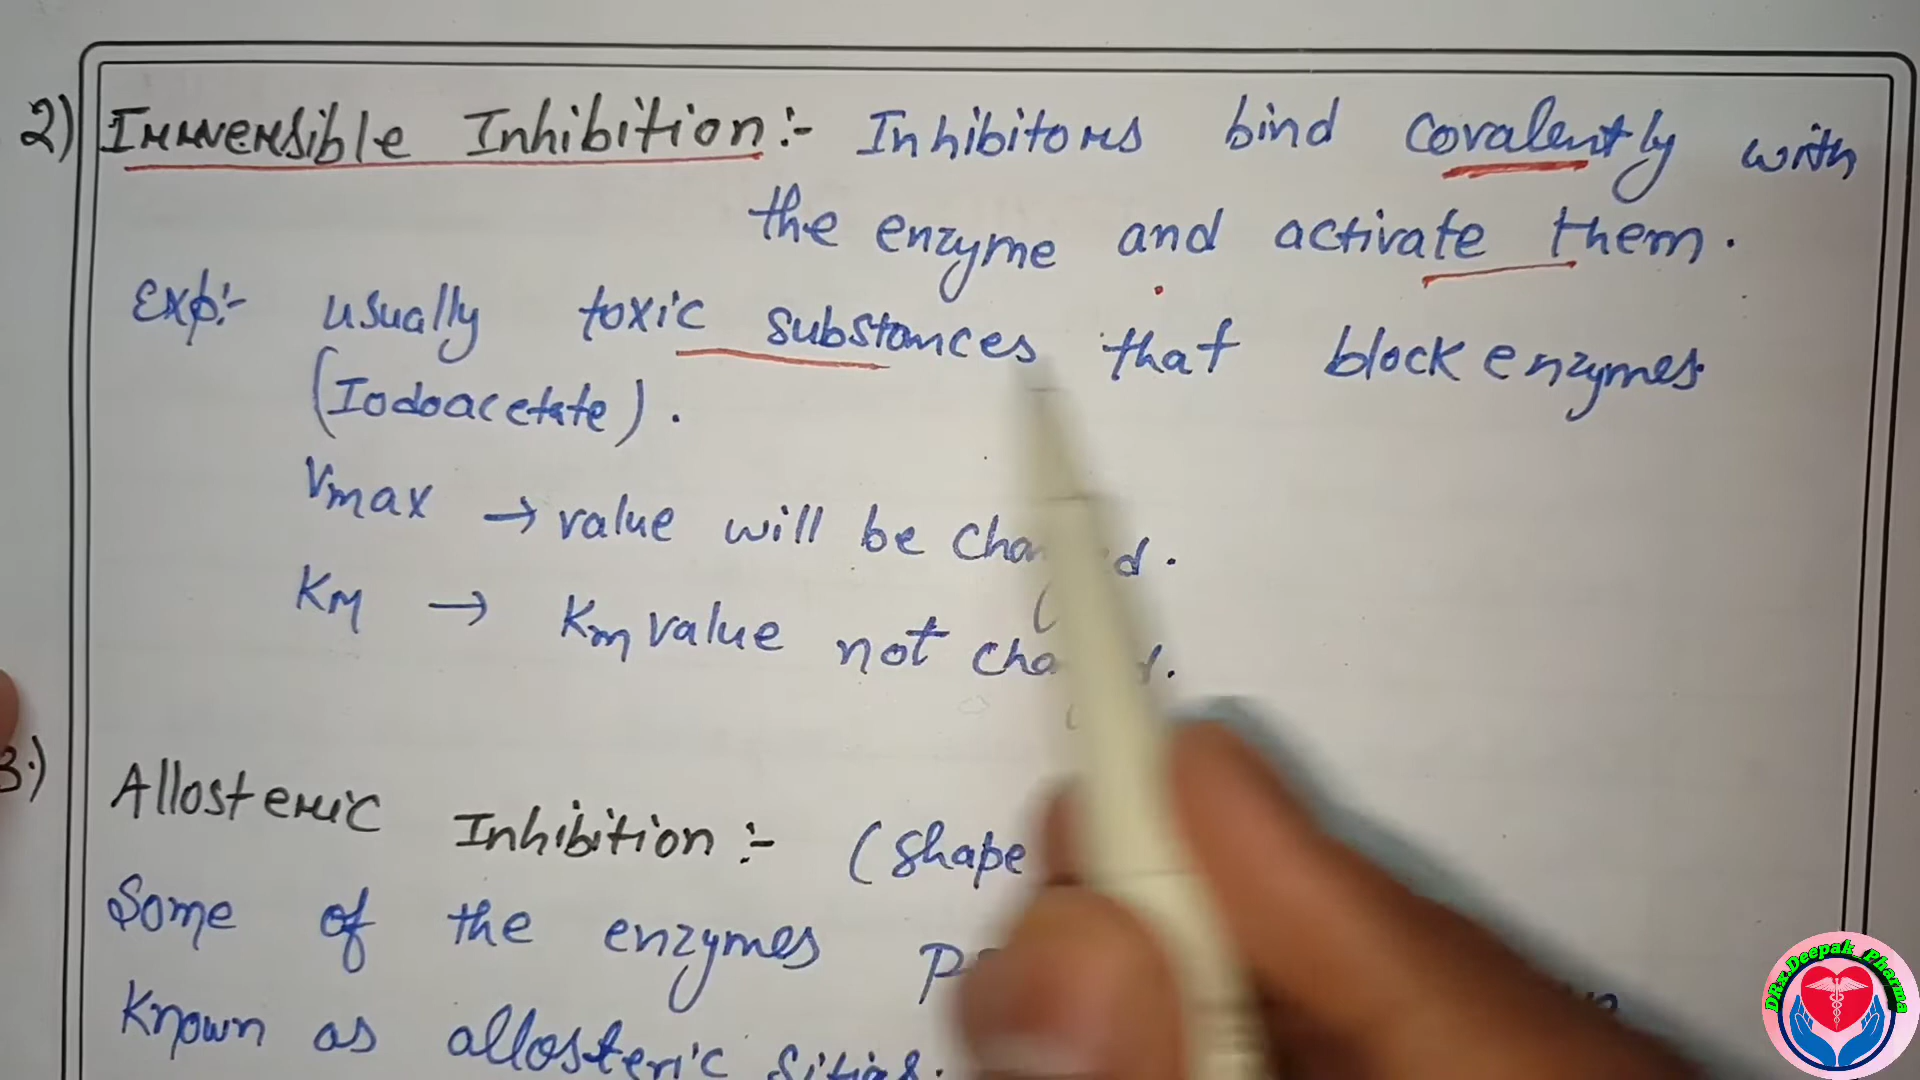 2) Irreversible Inhibition :- Inhibitors bind covalently with
the enzyme and activate them.
Exp:- usually toxic substances that block enzymes.
(Iodoacetate).
Vmax → value will be
KM → Km value not
3.)
Allosteric Inhibition :- (shape
Some of the enzymes
Known as allosteric
DRx.Deepak_Pharma